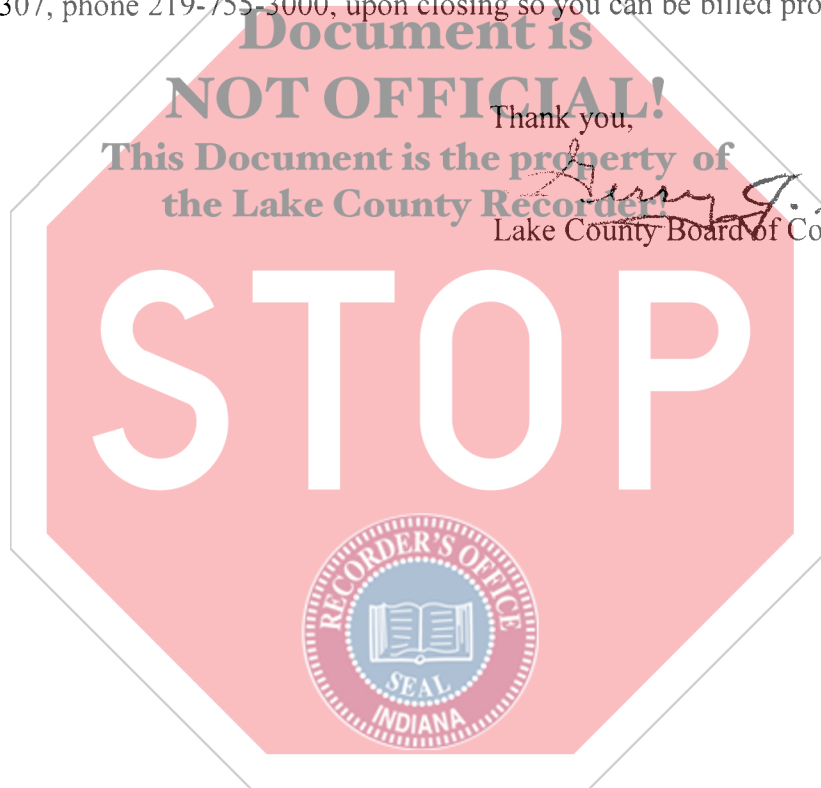 307, phone 219-755-3000, upon closing so you can be billed pro
Document is
NOT OFFICIAL!
Thank you,
This Document is the property of
the Lake County Recorder!
Lake County Board of Co
STOP
RECORDER'S OFFICE
SEAL
INDIANA